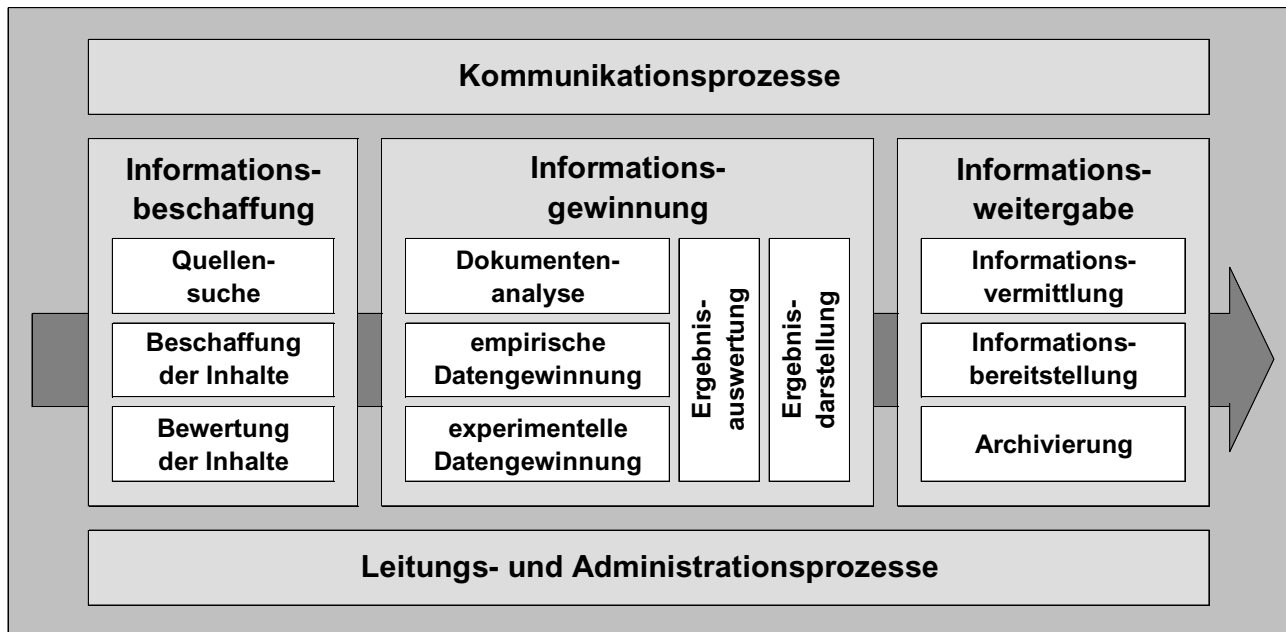 Kommunikationsprozesse
Informations-
beschaffung
Quellen-
suche
Beschaffung
der Inhalte
Bewertung
der Inhalte
Informations-
gewinnung
Dokumenten-
analyse
empirische
Datengewinnung
experimentelle
Datengewinnung
Ergebnis-
auswertung
Ergebnis-
darstellung
Informations-
weitergabe
Informations-
vermittlung
Informations-
bereitstellung
Archivierung
Leitungs- und Administrationsprozesse